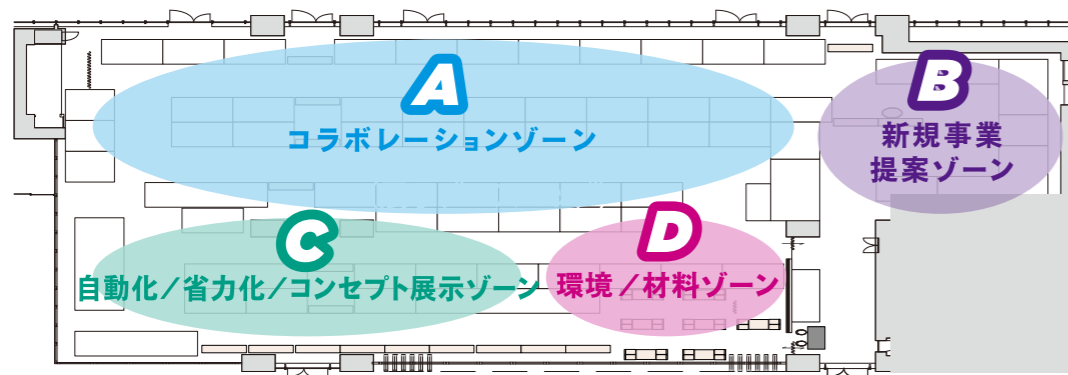 A
コラボレーションゾーン
B
新規事業
提案ゾーン
C
自動化/省力化/コンセプト展示ゾーン
D
環境/材料ゾーン